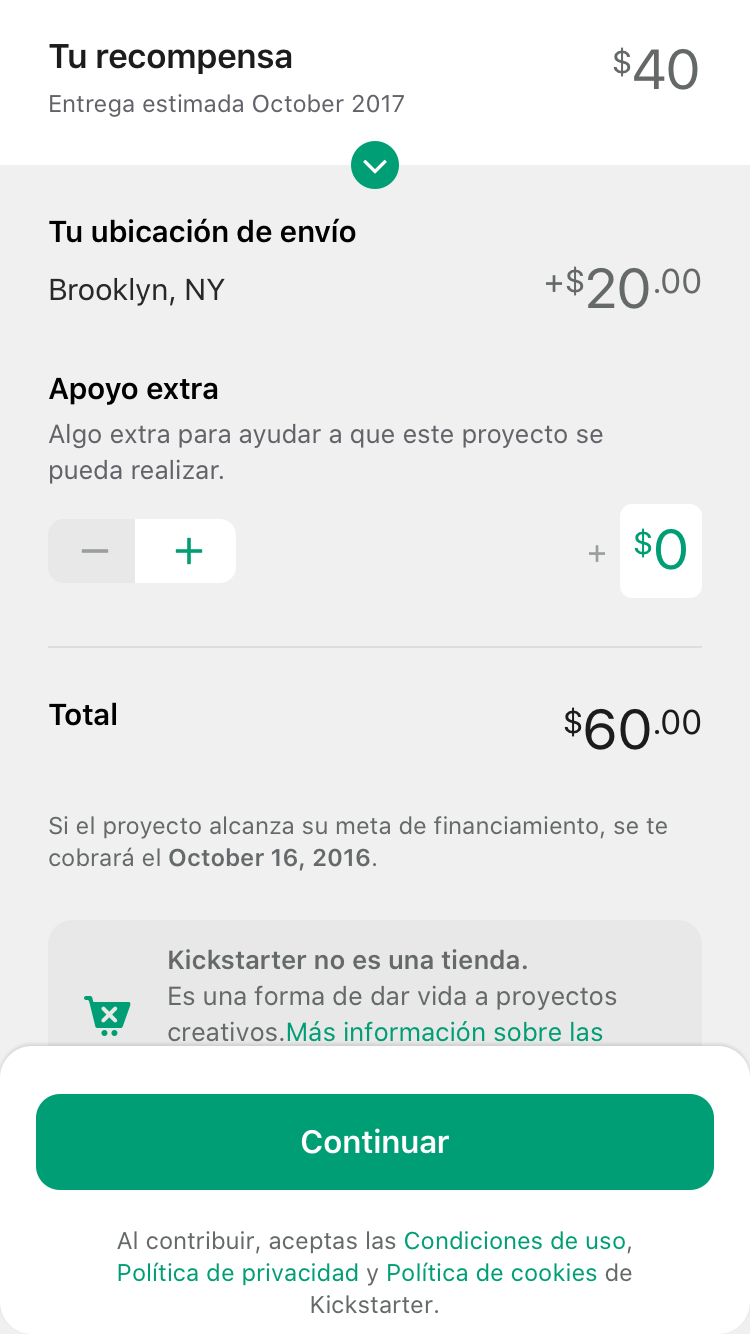 Tu recompensa
$40
Entrega estimada October 2017
Tu ubicación de envío
Brooklyn, NY
+$20.00
Apoyo extra
Algo extra para ayudar a que este proyecto se
pueda realizar.
− +
+ $0
Total
$60.00
Si el proyecto alcanza su meta de financiamiento, se te
cobrará el October 16, 2016.
Kickstarter no es una tienda.
Es una forma de dar vida a proyectos
creativos.Más información sobre las
Continuar
Al contribuir, aceptas las Condiciones de uso,
Política de privacidad y Política de cookies de
Kickstarter.